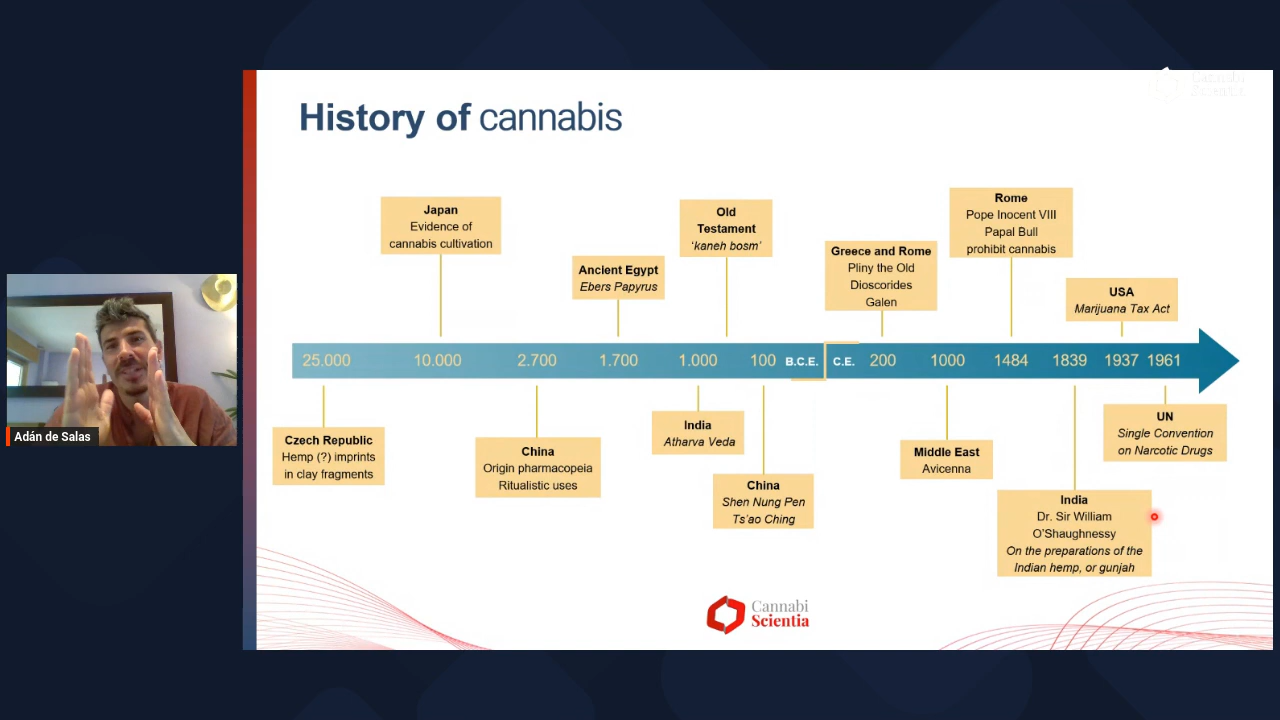 Cannabi
Scientia
History of cannabis
Japan
Evidence of
cannabis cultivation
Ancient Egypt
Ebers Papyrus
Old
Testament
'kaneh bosm'
Greece and Rome
Pliny the Old
Dioscorides
Galen
Rome
Pope Inocent VIII
Papal Bull
prohibit cannabis
USA
Marijuana Tax Act
25.000 10.000 2.700 1.700 1.000 100 B.C.E. C.E. 200 1000 1484 1839 1937 1961
Czech Republic
Hemp (?) imprints
in clay fragments
China
Origin pharmacopeia
Ritualistic uses
India
Atharva Veda
China
Shen Nung Pen
Ts'ao Ching
Middle East
Avicenna
India
Dr. Sir William
O'Shaughnessy
On the preparations of the
Indian hemp, or gunjah
UN
Single Convention
on Narcotic Drugs
Adán de Salas
Cannabi
Scientia